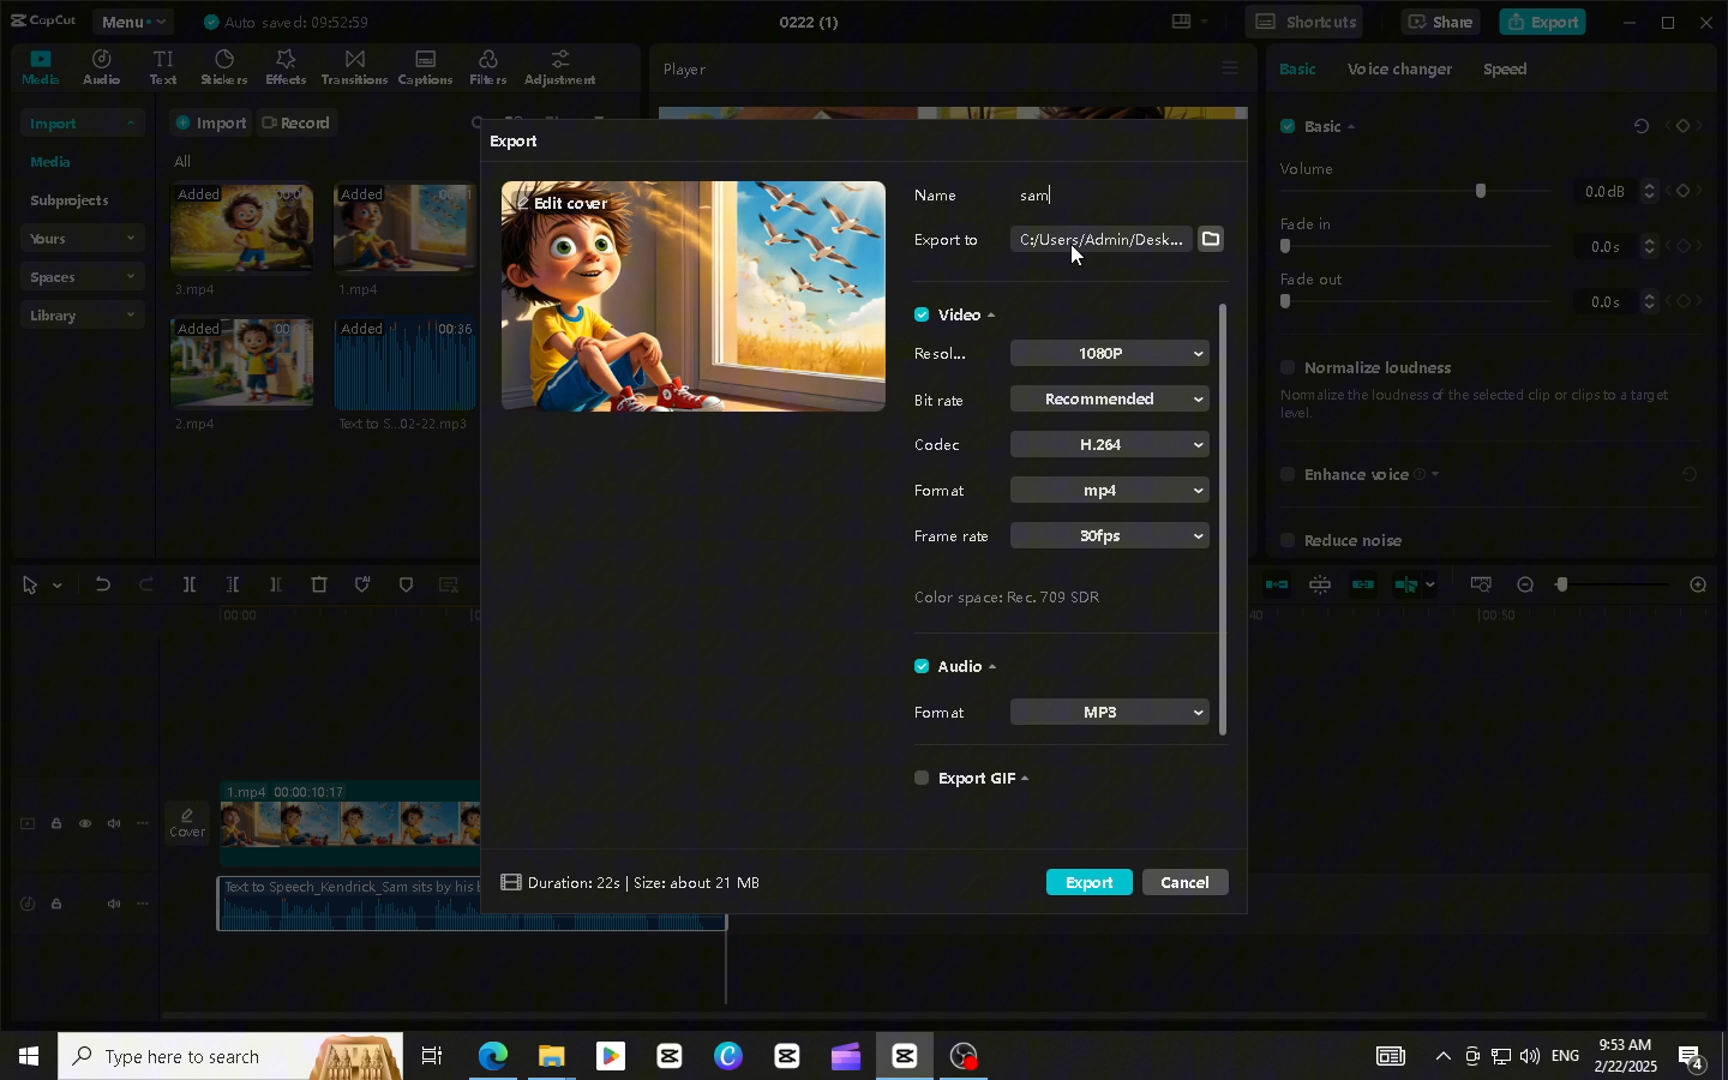 CapCut
Menu
Auto saved: 09:52:59
0222 (1)
Shortcuts
Share
Export
Media
Audio
TI
Text
Stickers
Effects
Transitions
Captions
Filters
Adjustment
Player
Basic
Voice changer
Speed
Import
Import
Record
Media
Subprojects
Yours
Spaces
Library
All
Added
3.mp4
Added
1.mp4
Added
2.mp4
Added
00:36
Text to S...02-22.mp3
Export
Edit cover
Name
sam
Export to
C:/Users/Admin/Desk...
Video
Resol...
1080P
Bit rate
Recommended
Codec
H.264
Format
mp4
Frame rate
30fps
Color space: Rec. 709 SDR
Audio
Format
MP3
Export GIF
Duration: 22s | Size: about 21 MB
Export
Cancel
Basic
Volume
0.0dB
Fade in
0.0s
Fade out
0.0s
Normalize loudness
Normalize the loudness of the selected clip or clips to a target
level.
Enhance voice
Reduce noise
00:00
00:50
1.mp4 00:00:10:17
Cover
Text to Speech_Kendrick_Sam sits by his
Type here to search
ENG
9:53 AM
2/22/2025
4